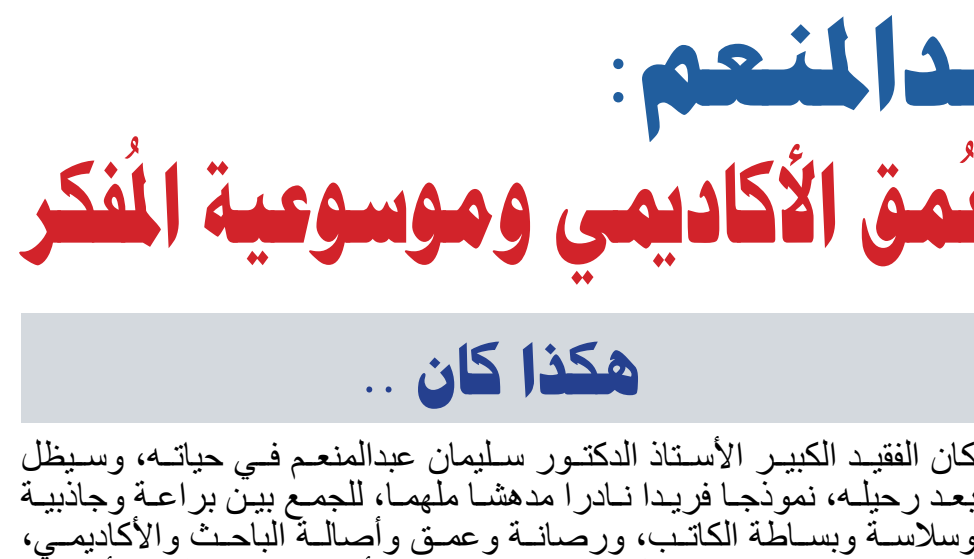 ـدالمنعم:
عُمق الأكاديمي وموسوعية المُفكر
هكذا كان ..
كان الفقيد الكبير الأستاذ الدكتور سليمان عبدالمنعم في حياته، وسيظل
بعد رحيله، نموذجا فريدا نادرا مدهشا ملهما، للجمع بين براعة وجاذبية
وسلاسة وبساطة الكاتب، ورصانة وعمق وأصالة الباحث والأكاديمي،